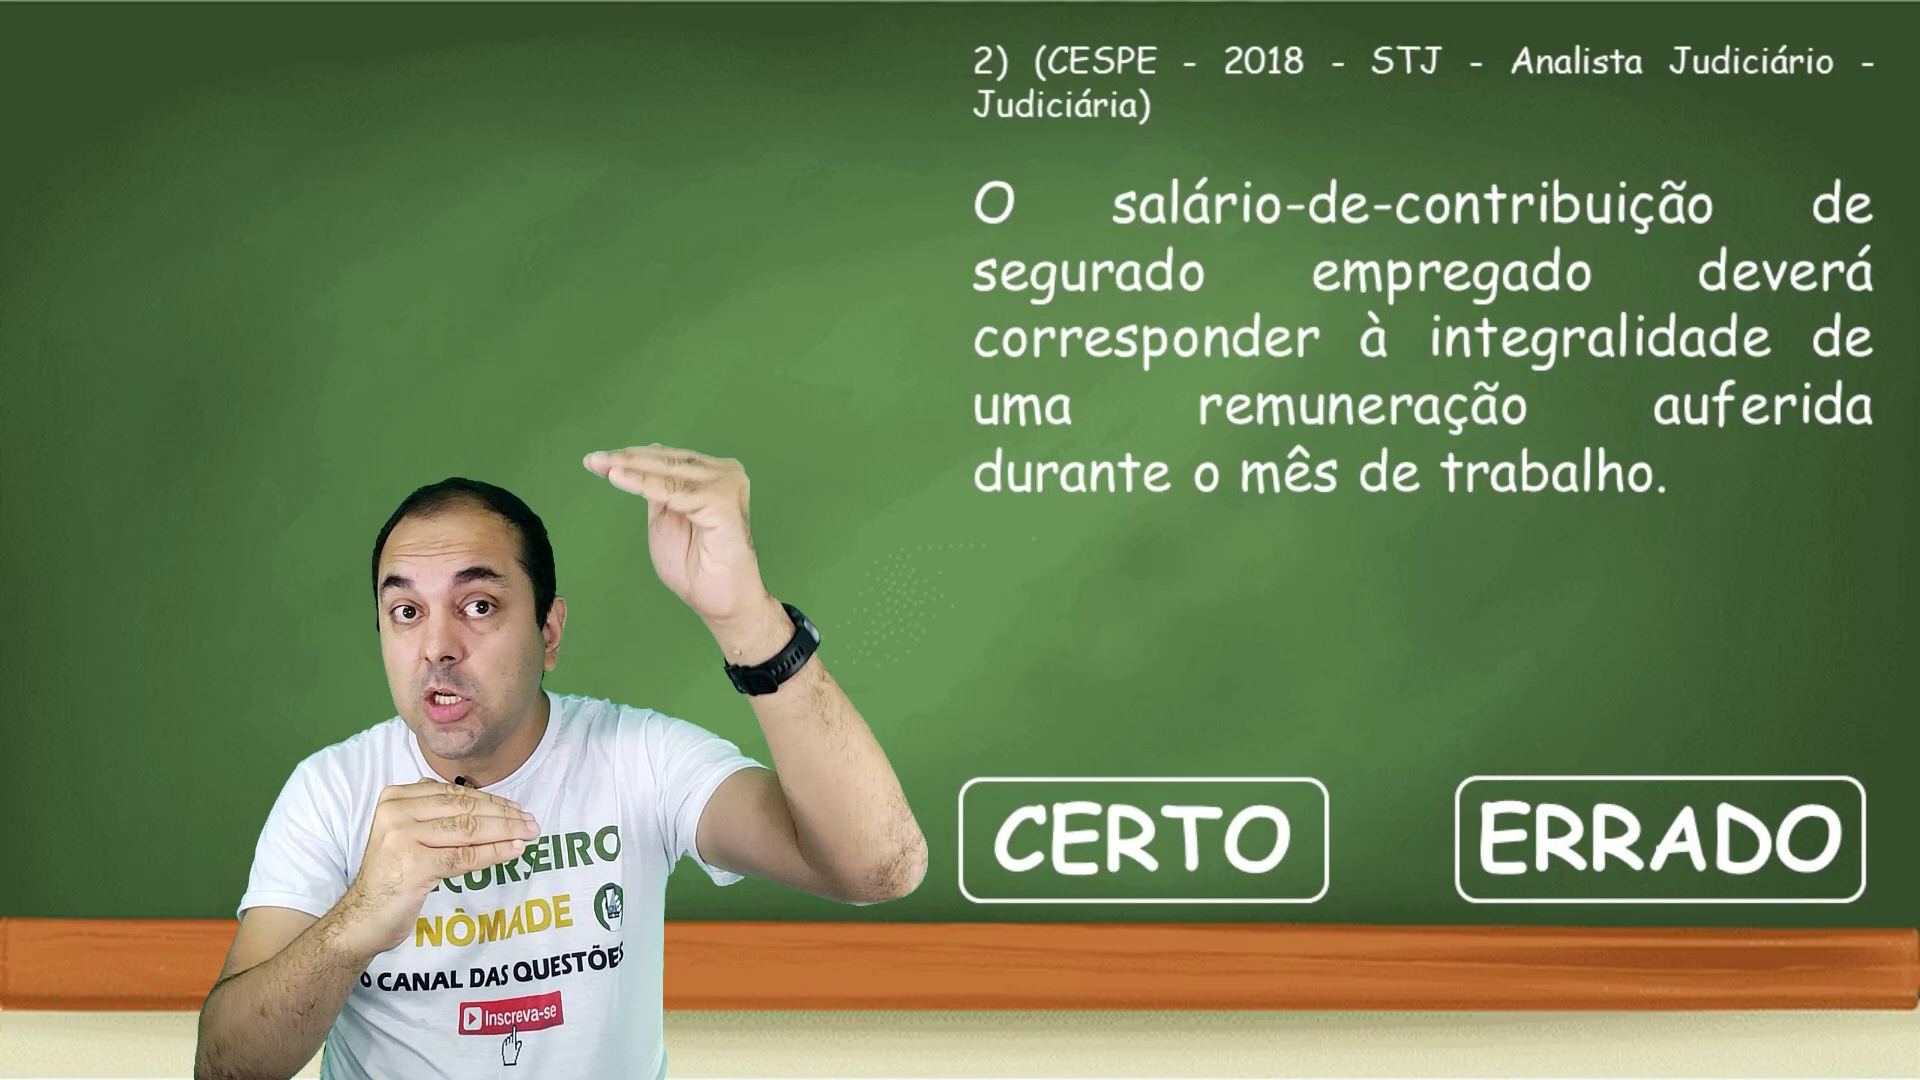 2) (CESPE - 2018 - STJ - Analista Judiciário -
Judiciária)
O salário-de-contribuição de
segurado empregado deverá
corresponder à integralidade de
uma remuneração auferida
durante o mês de trabalho.
CERTO
ERRADO
NÔMADE
O CANAL DAS QUESTÕES
Inscreva-se